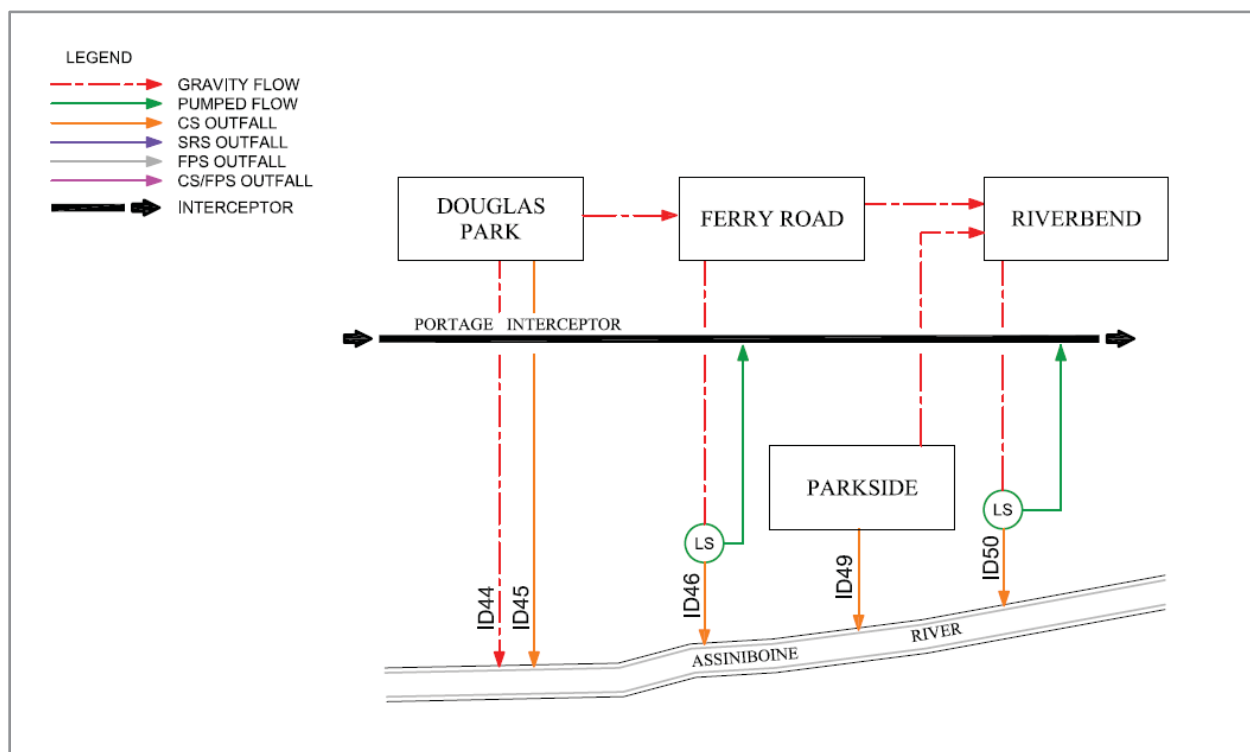 LEGEND
GRAVITY FLOW
PUMPED FLOW
CS OUTFALL
SRS OUTFALL
FPS OUTFALL
CS/FPS OUTFALL
INTERCEPTOR
DOUGLAS
PARK
FERRY ROAD
RIVERBEND
PORTAGE INTERCEPTOR
PARKSIDE
LS
LS
ID44
ID45
ID46
ID49
ID50
ASSINIBOINE
RIVER